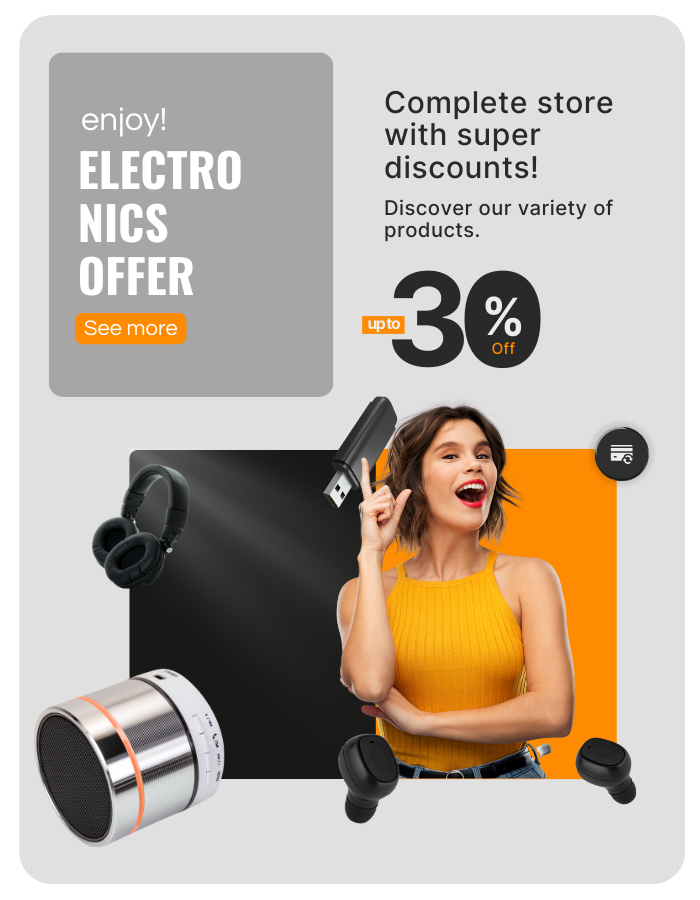 enjoy!
ELECTRO
NICS
OFFER
See more
Complete store
with super
discounts!
Discover our variety of
products.
upto
30
%
Off